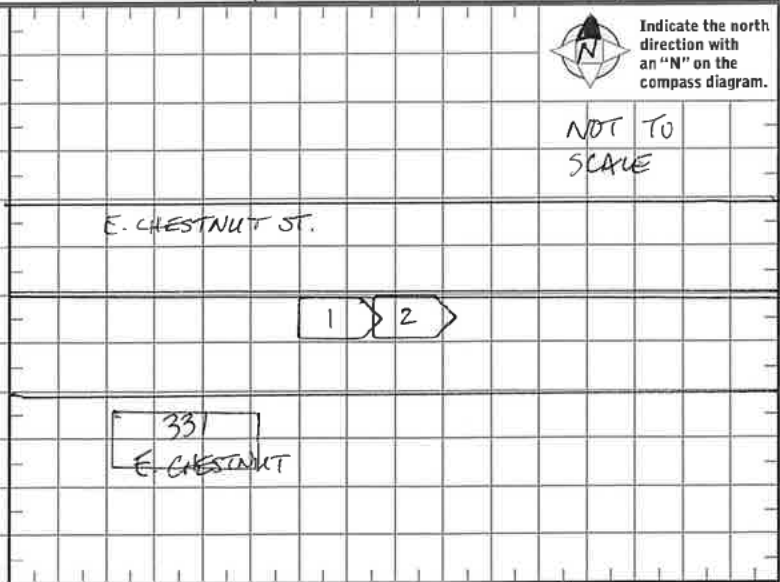 N
Indicate the north
direction with
an "N" on the
compass diagram.
NOT TO
SCALE
E. CHESTNUT ST.
1 2
331
E. CHESTNUT